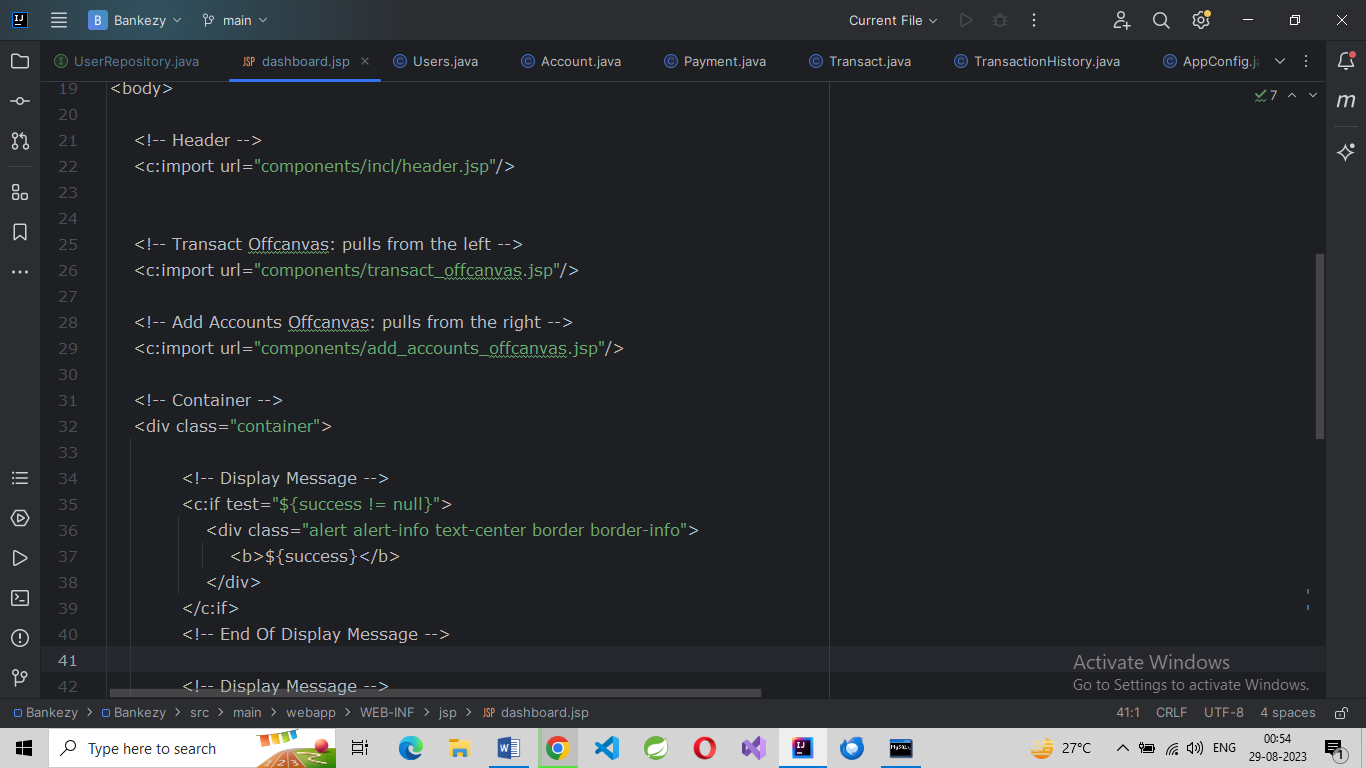 B Bankezy main Current File
UserRepository.java JSP dashboard.jsp Users.java Account.java Payment.java Transact.java TransactionHistory.java AppConfig.j
19 <body>
7
20
21 <!-- Header -->
22 <c:import url="components/incl/header.jsp"/>
23
24
25 <!-- Transact Offcanvas: pulls from the left -->
26 <c:import url="components/transact_offcanvas.jsp"/>
27
28 <!-- Add Accounts Offcanvas: pulls from the right -->
29 <c:import url="components/add_accounts_offcanvas.jsp"/>
30
31 <!-- Container -->
32 <div class="container">
33
34 <!-- Display Message -->
35 <c:if test="${success != null}">
36 <div class="alert alert-info text-center border border-info">
37 <b>${success}</b>
38 </div>
39 </c:if>
40 <!-- End Of Display Message -->
41
42 <!-- Display Message -->
Activate Windows
Go to Settings to activate Windows.
Bankezy > Bankezy > src > main > webapp > WEB-INF > jsp > JSP dashboard.jsp 41:1 CRLF UTF-8 4 spaces
Type here to search 27°C ENG 00:54
29-08-2023 1